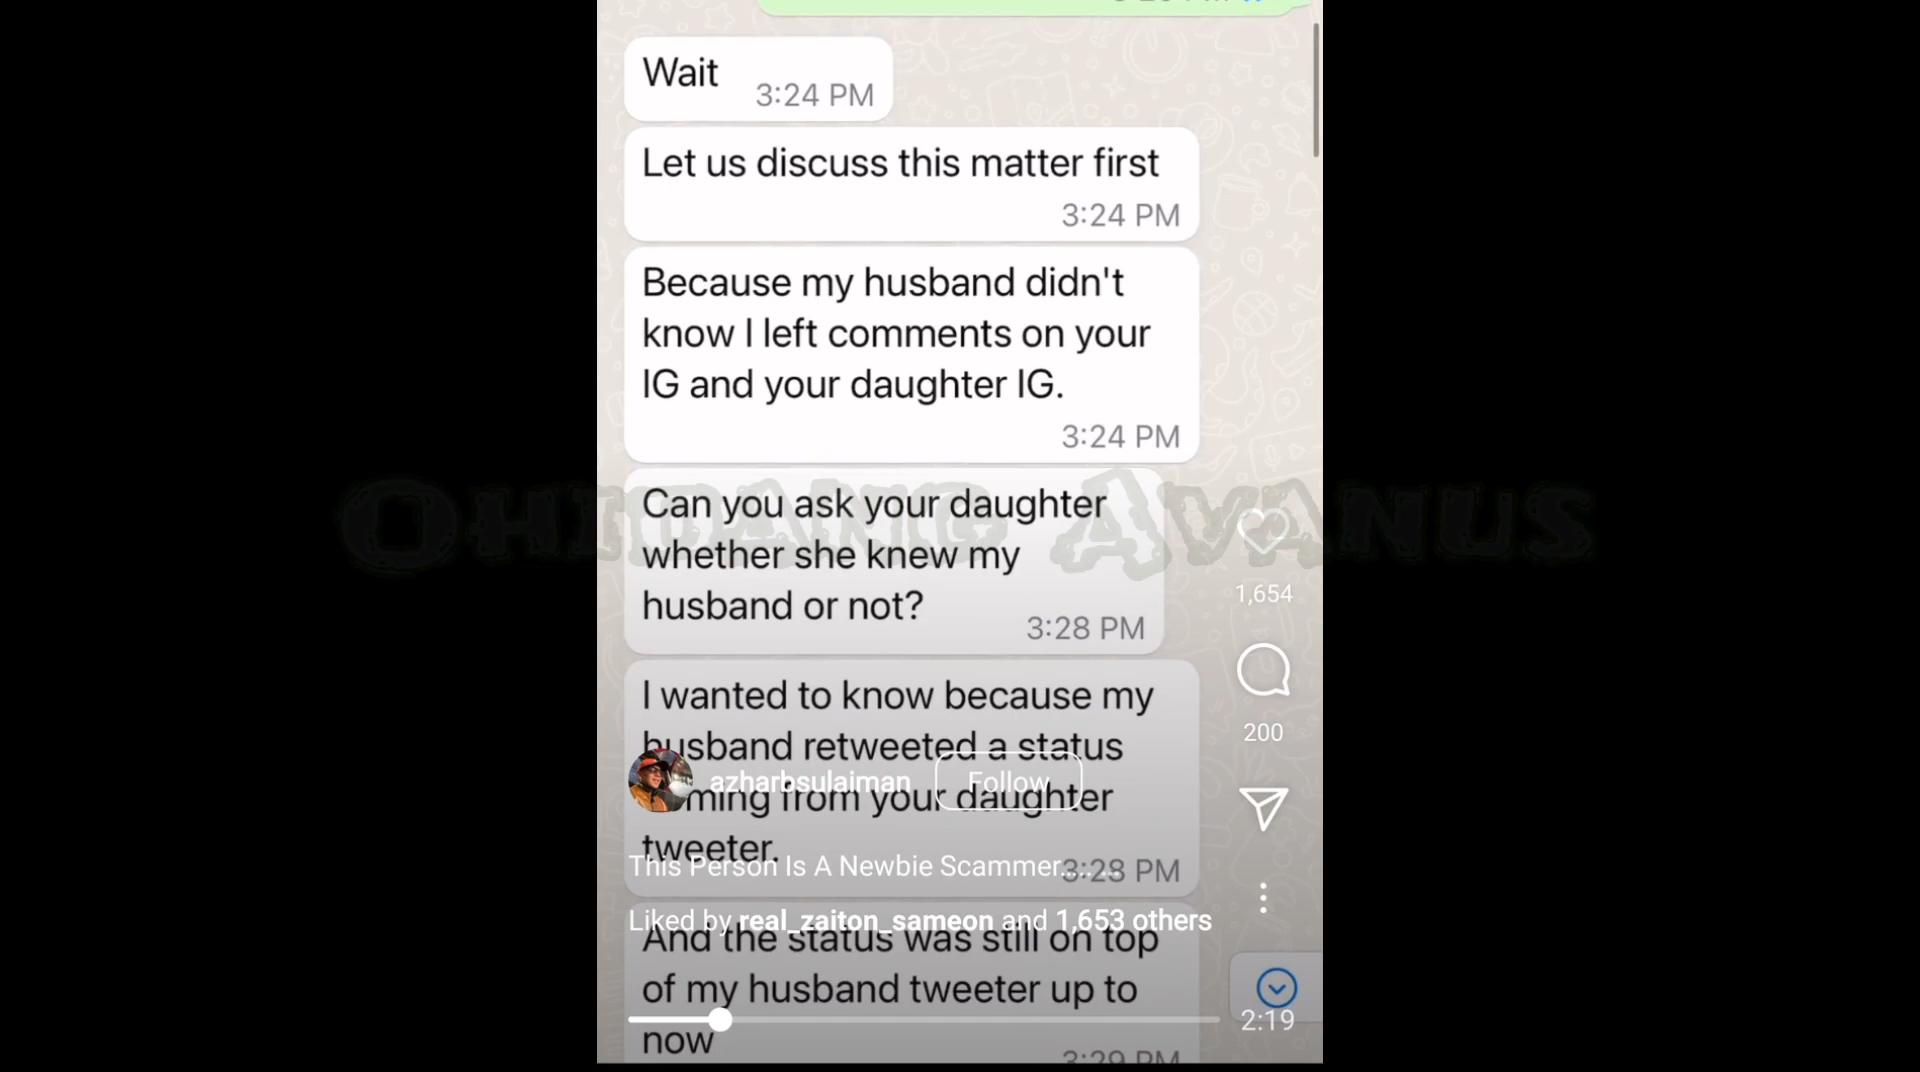 Wait
3:24 PM
Let us discuss this matter first
3:24 PM
Because my husband didn't
know I left comments on your
IG and your daughter IG.
3:24 PM
Can you ask your daughter
whether she knew my
husband or not?
3:28 PM
I wanted to know because my
husband retweeted a status
from your daughter
tweeter.
3:28 PM
azharbsulaiman
Follow
This Person Is A Newbie Scammer.....
Liked by real_zaiton_sameon and 1,653 others
And the status was still on top
of my husband tweeter up to
now
3:29 PM
1,654
200
2:19
Ohidang Avanus